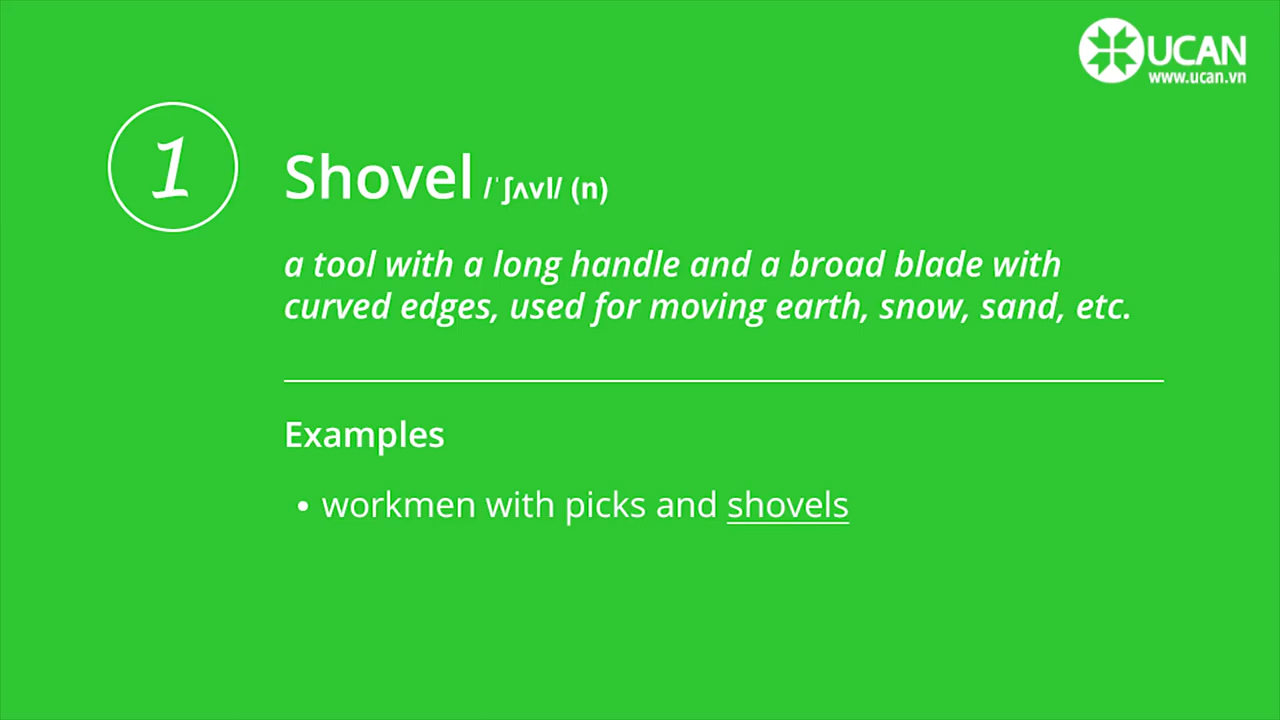 UCAN
www.ucan.vn
1
Shovel /ˈʃʌvl/ (n)
a tool with a long handle and a broad blade with
curved edges, used for moving earth, snow, sand, etc.
Examples
• workmen with picks and shovels